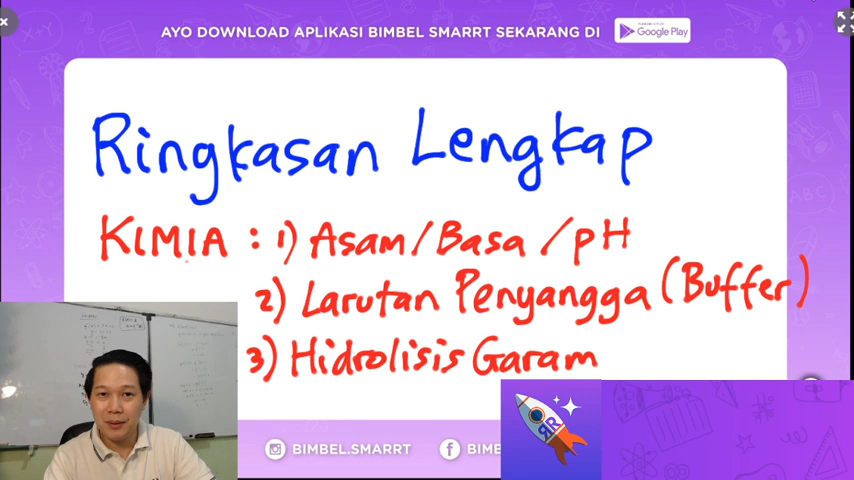 AYO DOWNLOAD APLIKASI BIMBEL SMARRT SEKARANG DI
Google Play
Ringkasan Lengkap
KIMIA : 1) Asam/Basa/pH
2) Larutan Penyangga (Buffer)
3) Hidrolisis Garam
BIMBEL.SMARRT
BIMB